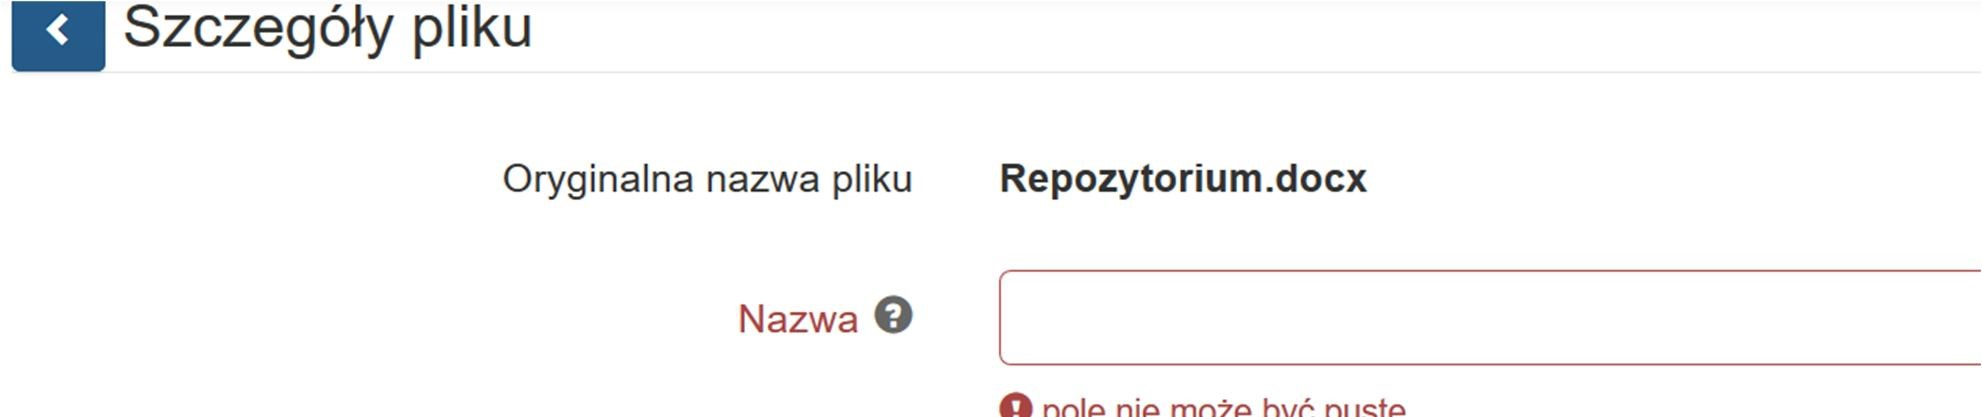 Szczegóły pliku
Oryginalna nazwa pliku Repozytorium.docx
Nazwa
pole nie może być puste